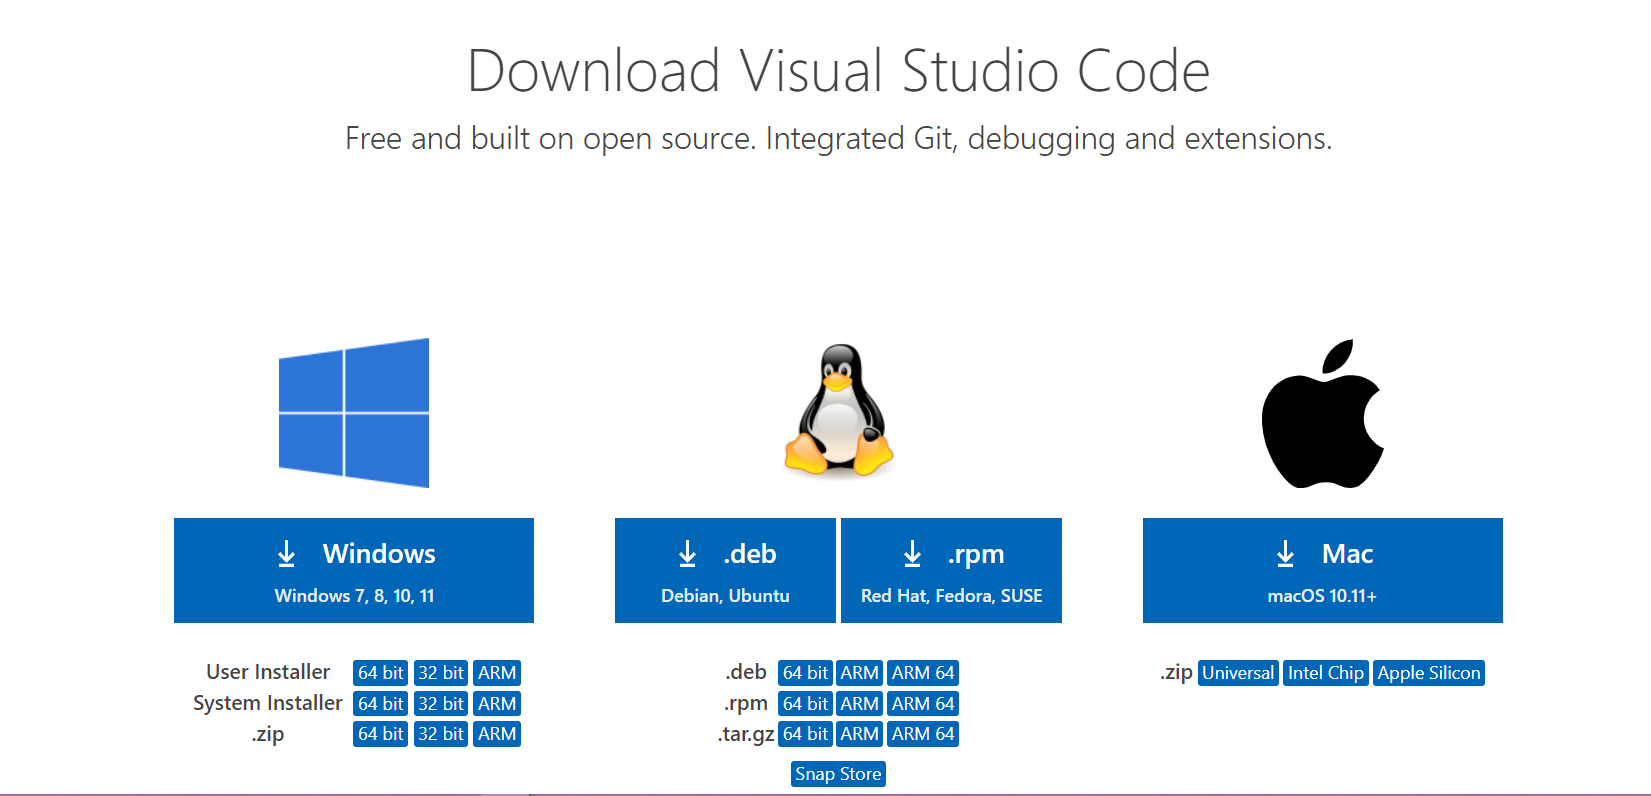 Download Visual Studio Code
Free and built on open source. Integrated Git, debugging and extensions.
Windows
Windows 7, 8, 10, 11
.deb
Debian, Ubuntu
.rpm
Red Hat, Fedora, SUSE
Mac
macOS 10.11+
User Installer 64 bit 32 bit ARM
System Installer 64 bit 32 bit ARM
.zip 64 bit 32 bit ARM
.deb 64 bit ARM ARM 64
.rpm 64 bit ARM ARM 64
.tar.gz 64 bit ARM ARM 64
Snap Store
.zip Universal Intel Chip Apple Silicon